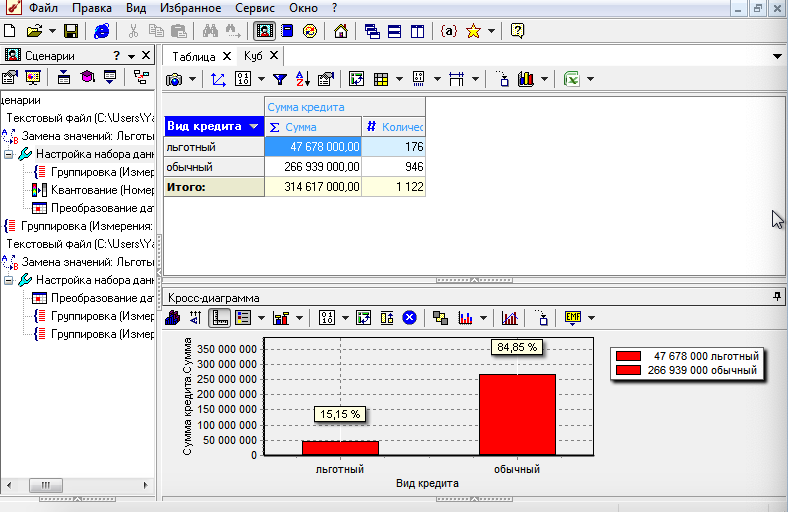 Файл Правка Вид Избранное Сервис Окно ?
Сценарии ?
Таблица X Куб X
ценарии
Текстовый файл (C:\Users\Ya
Замена значений: Льготы
Настройка набора данн
Группировка (Измер
Квантование (Номер
Преобразование дат
Группировка (Измерения:
Текстовый файл (C:\Users\Ya
Замена значений: Льготы
Настройка набора данн
Преобразование дат
Группировка (Измер
Группировка (Измер
Сумма кредита
Вид кредита Σ Сумма # Количес
льготный 47 678 000,00 176
обычный 266 939 000,00 946
Итого: 314 617 000,00 1 122
Кросс-диаграмма
EMF
Сумма кредита.Сумма
350 000 000
300 000 000
250 000 000
200 000 000
150 000 000
100 000 000
50 000 000
0
15,15 %
84,85 %
льготный обычный
Вид кредита
47 678 000 льготный
266 939 000 обычный